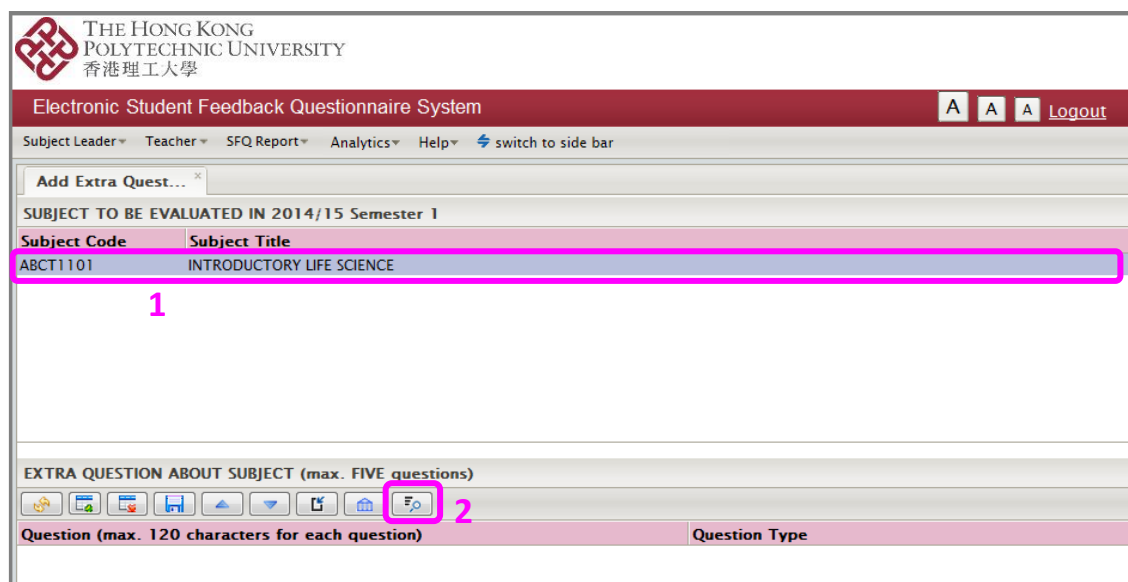 THE HONG KONG
POLYTECHNIC UNIVERSITY
香港理工大學
Electronic Student Feedback Questionnaire System A A A Logout
Subject Leader Teacher SFQ Report Analytics Help switch to side bar
Add Extra Quest... ×
SUBJECT TO BE EVALUATED IN 2014/15 Semester 1
Subject Code Subject Title
ABCT1101 INTRODUCTORY LIFE SCIENCE
1
EXTRA QUESTION ABOUT SUBJECT (max. FIVE questions)
2
Question (max. 120 characters for each question) Question Type